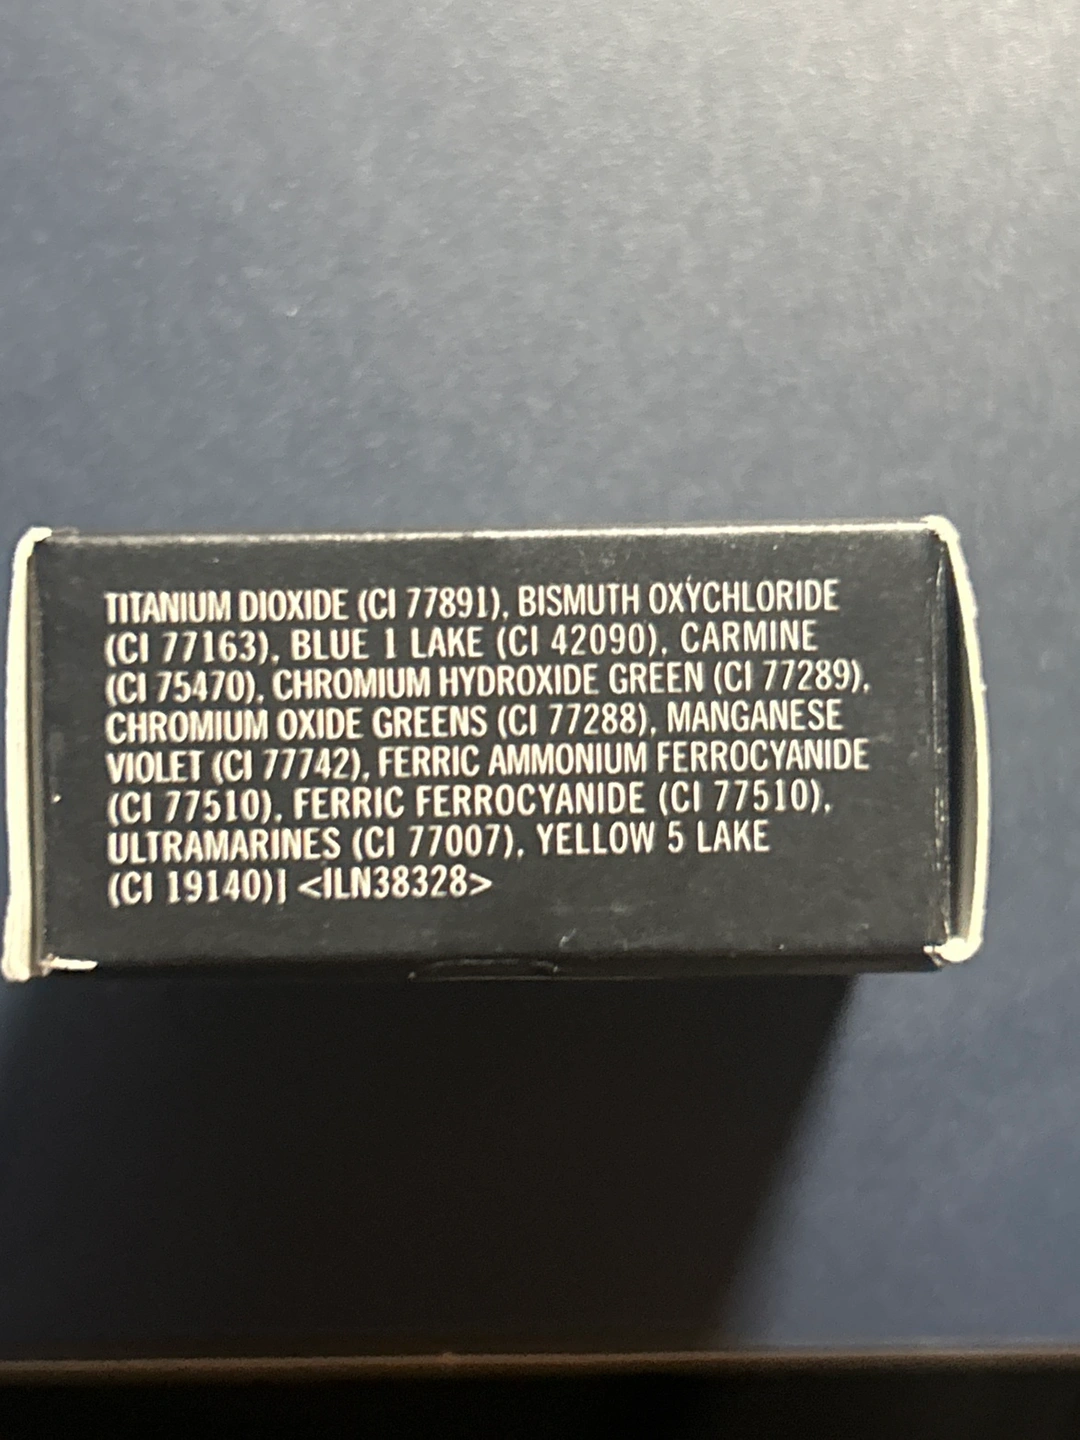 TITANIUM DIOXIDE (CI 77891), BISMUTH OXYCHLORIDE
(CI 77163), BLUE 1 LAKE (CI 42090), CARMINE
(CI 75470), CHROMIUM HYDROXIDE GREEN (CI 77289),
CHROMIUM OXIDE GREENS (CI 77288), MANGANESE
VIOLET (CI 77742), FERRIC AMMONIUM FERROCYANIDE
(CI 77510), FERRIC FERROCYANIDE (CI 77510),
ULTRAMARINES (CI 77007), YELLOW 5 LAKE
(CI 19140)] <ILN38328>